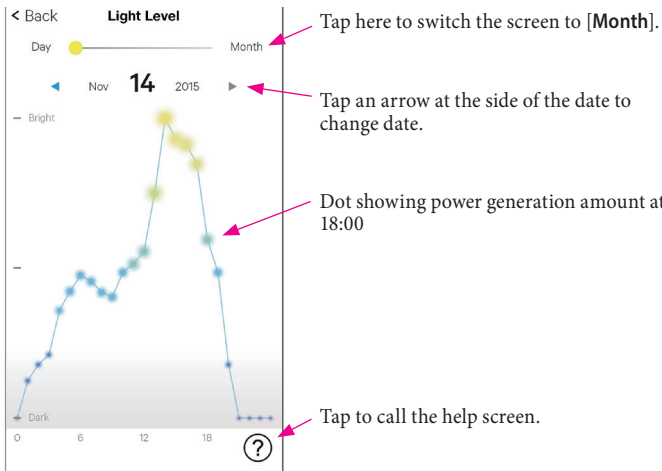 < Back Light Level
Tap here to switch the screen to [Month].
Day Month
Nov 14 2015
Tap an arrow at the side of the date to
change date.
Bright
Dot showing power generation amount at
18:00
Dark
Tap to call the help screen.
0 6 12 18
?